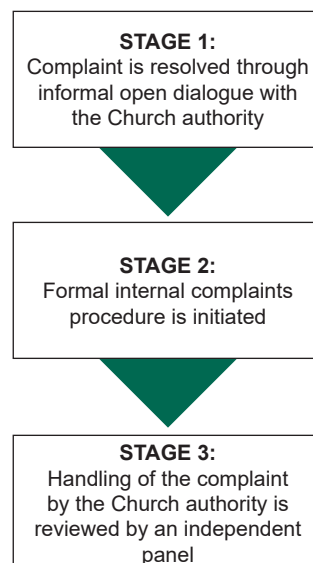 STAGE 1:
Complaint is resolved through
informal open dialogue with
the Church authority
STAGE 2:
Formal internal complaints
procedure is initiated
STAGE 3:
Handling of the complaint
by the Church authority is
reviewed by an independent
panel